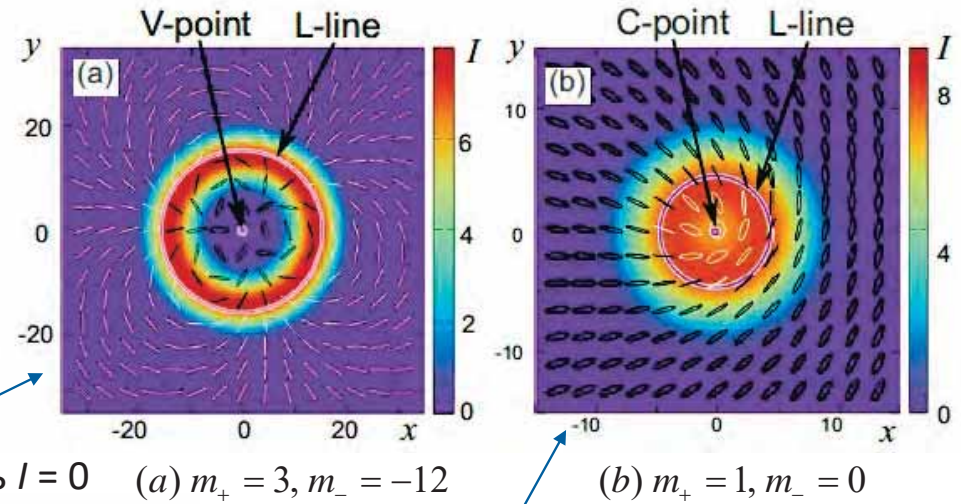 V-point L-line
C-point L-line
y
(a)
I
20
0
-20
-20
0
20
x
6
4
2
0
y
(b)
I
10
0
-10
-10
0
10
x
8
4
0
I = 0
(a) m₊ = 3, m₋ = −12
(b) m₊ = 1, m₋ = 0